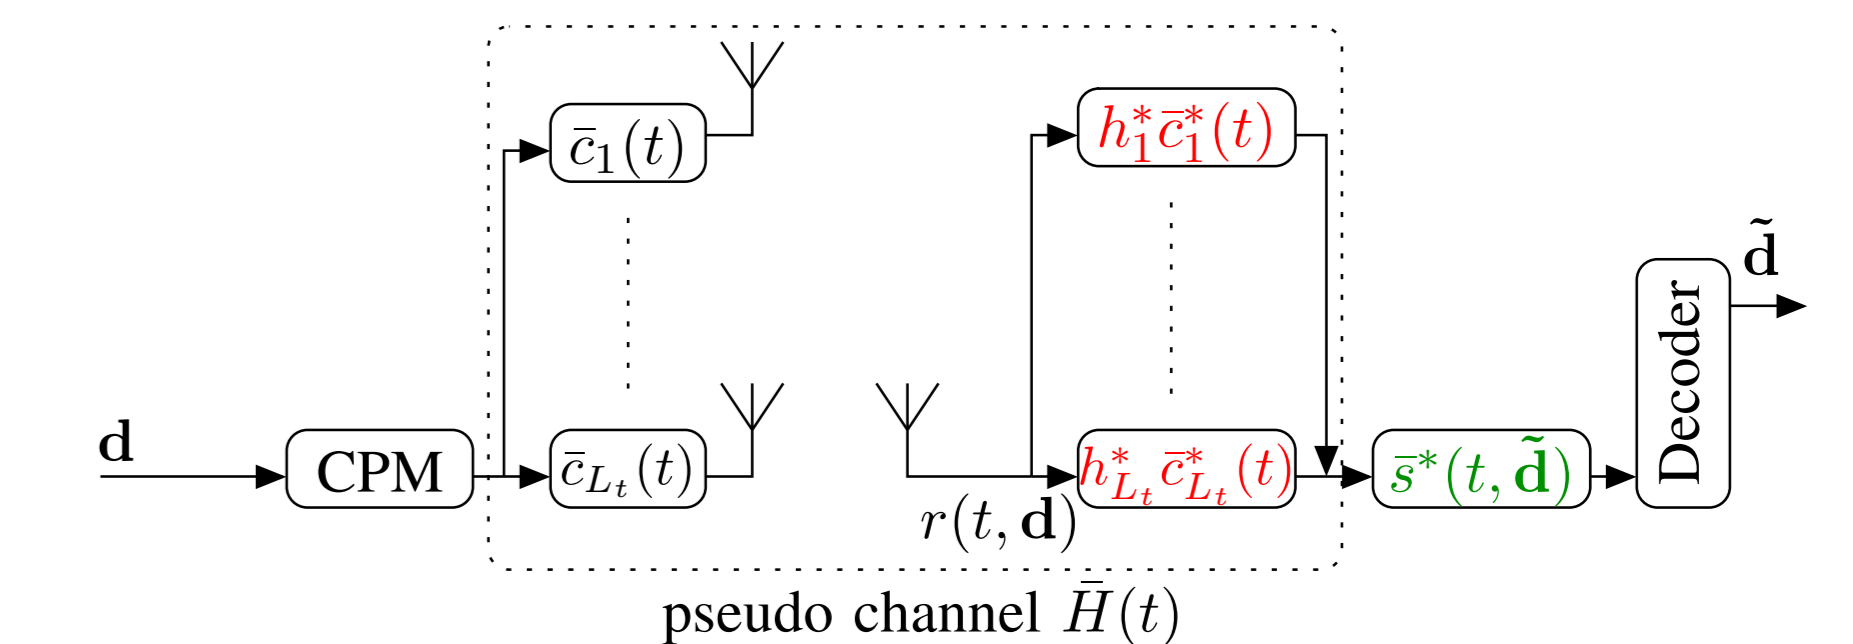 d
CPM
c̄₁(t)
c̄_{L_t}(t)
r(t, d)
h₁* c̄₁*(t)
h*_{L_t} c̄*_{L_t}(t)
s̄*(t, d̃)
Decoder
d̃
pseudo channel H̄(t)